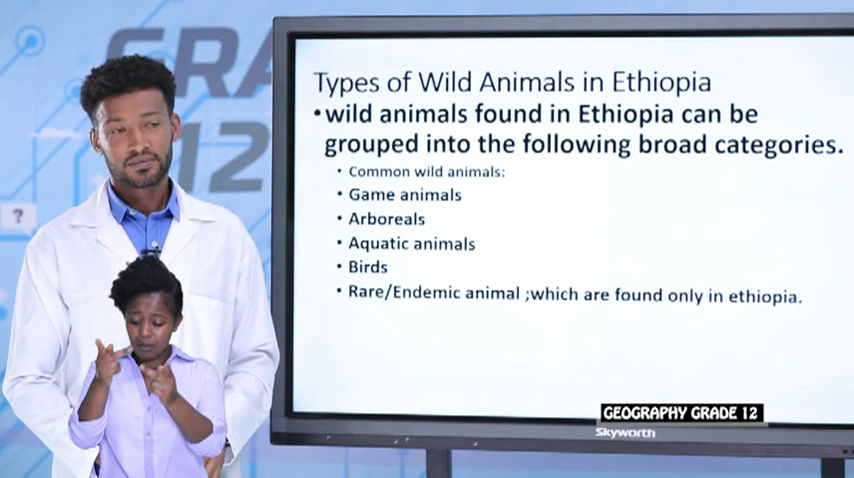 GRA
12
?
Types of Wild Animals in Ethiopia
•wild animals found in Ethiopia can be
grouped into the following broad categories.
• Common wild animals:
• Game animals
• Arboreals
• Aquatic animals
• Birds
• Rare/Endemic animal ;which are found only in ethiopia.
GEOGRAPHY GRADE 12
Skyworth